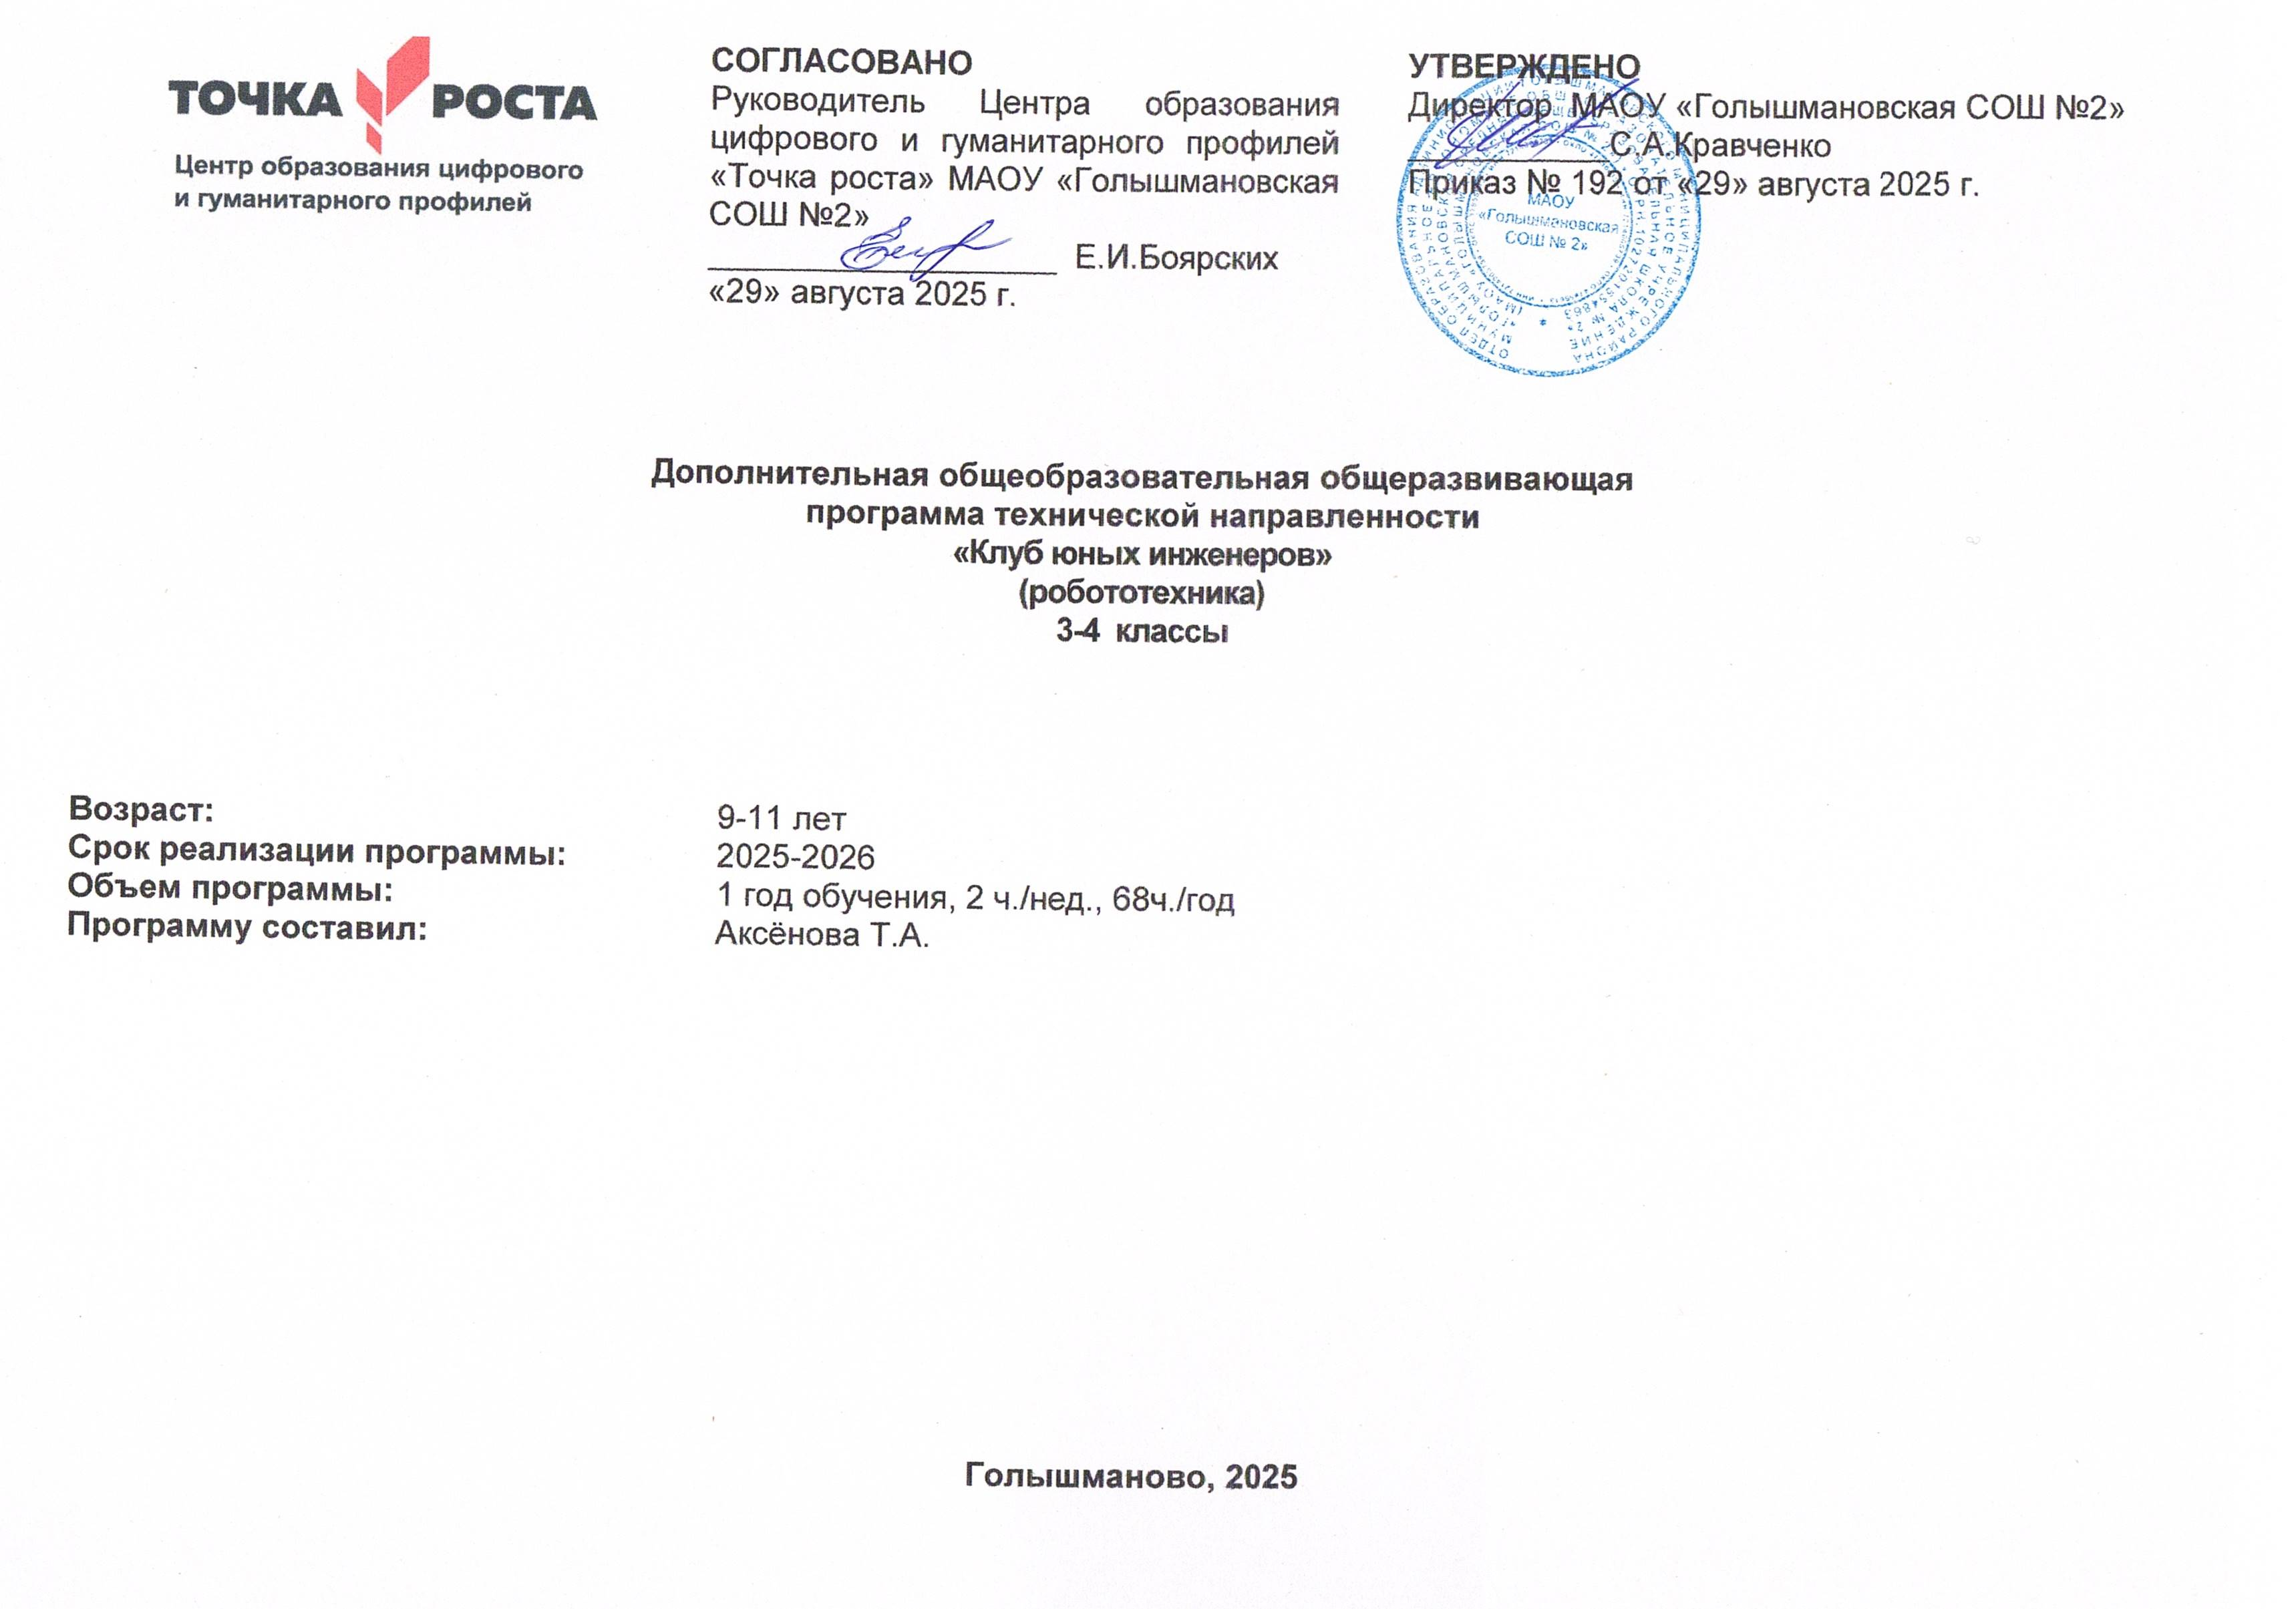 ТОЧКА РОСТА
Центр образования цифрового
и гуманитарного профилей
СОГЛАСОВАНО
Руководитель Центра образования
цифрового и гуманитарного профилей
«Точка роста» МАОУ «Голышмановская
СОШ №2»
Е.И.Боярских
«29» августа 2025 г.
УТВЕРЖДЕНО
Директор МАОУ «Голышмановская СОШ №2»
С.А.Кравченко
Приказ № 192 от «29» августа 2025 г.
МАОУ
«Голышмановская
СОШ № 2»
Дополнительная общеобразовательная общеразвивающая
программа технической направленности
«Клуб юных инженеров»
(робототехника)
3-4 классы
Возраст: 9-11 лет
Срок реализации программы: 2025-2026
Объем программы: 1 год обучения, 2 ч./нед., 68ч./год
Программу составил: Аксёнова Т.А.
Голышманово, 2025